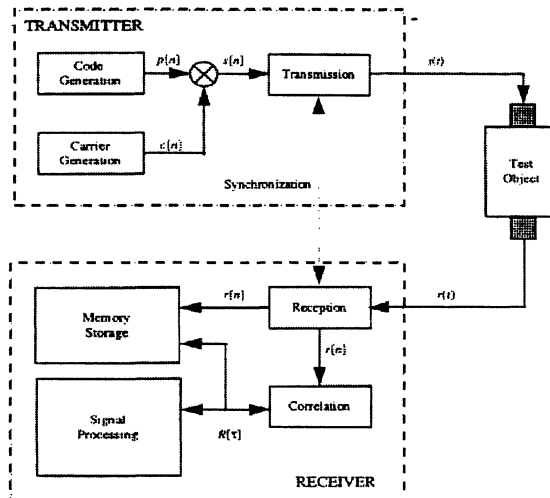 TRANSMITTER
Code
Generation
p[n]
s[n]
Transmission
s(t)
Carrier
Generation
c[n]
Synchronization
Test
Object
Memory
Storage
r[n]
Reception
r(t)
r[n]
Signal
Processing
R[τ]
Correlation
RECEIVER